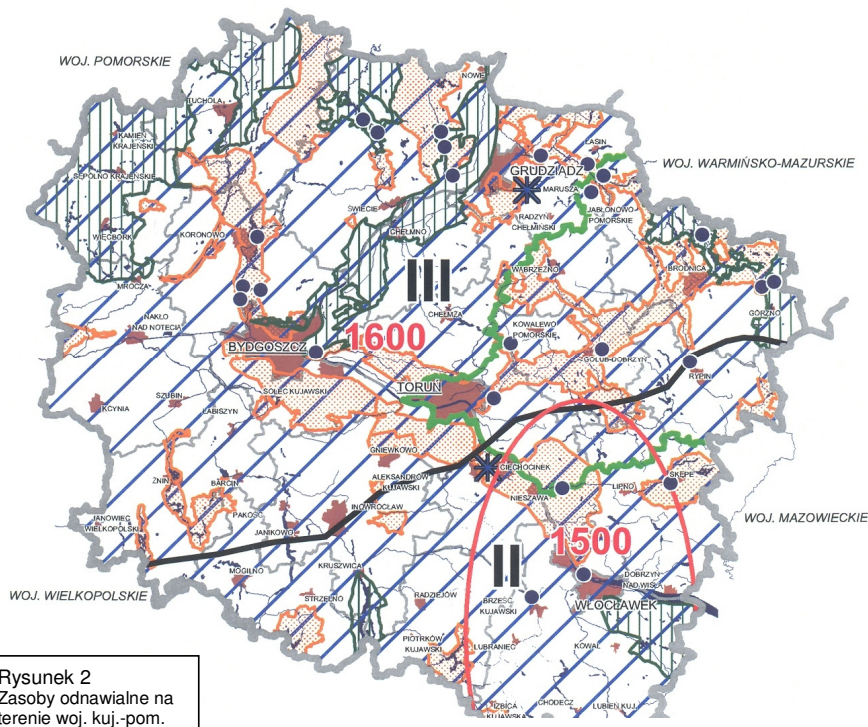 WOJ. POMORSKIE
NOWE
TUCHOLA
ŁASIN
KAMIEŃ
KRAJEŃSKI
WOJ. WARMIŃSKO-MAZURSKIE
GRUDZIĄDZ
SĘPÓLNO KRAJEŃSKIE
MARUSZA
JABŁONOWO
POMORSKIE
ŚWIECIE
RADZYŃ
CHEŁMIŃSKI
CHEŁMNO
WIĘCBORK
KORONOWO
WĄBRZEŹNO
BRODNICA
III
MROCZA
GÓRZNO
CHEŁMŻA
NAKŁO
NAD NOTECIĄ
KOWALEWO
POMORSKIE
1600
BYDGOSZCZ
GOLUB-DOBRZYŃ
RYPIN
SOLEC KUJAWSKI
TORUŃ
SZUBIN
KCYNIA
ŁABISZYN
GNIEWKOWO
CIECHOCINEK
SKĘPE
ŻNIN
BARCIN
ALEKSANDRÓW
KUJAWSKI
LIPNO
NIESZAWA
PAKOŚĆ
INOWROCŁAW
JANOWIEC
WIELKOPOLSKI
WOJ. MAZOWIECKIE
JANIKOWO
1500
II
KRUSZWICA
MOGILNO
DOBRZYŃ
NAD WISŁĄ
WOJ. WIELKOPOLSKIE
STRZELNO
RADZIEJÓW
BRZEŚĆ
KUJAWSKI
WŁOCŁAWEK
PIOTRKÓW
KUJAWSKI
LUBRANIEC
KOWAL
Rysunek 2
Zasoby odnawialne na
terenie woj. kuj.-pom.
IZBICA
KUJAWSKA
CHODECZ
LUBIEŃ KUJ.